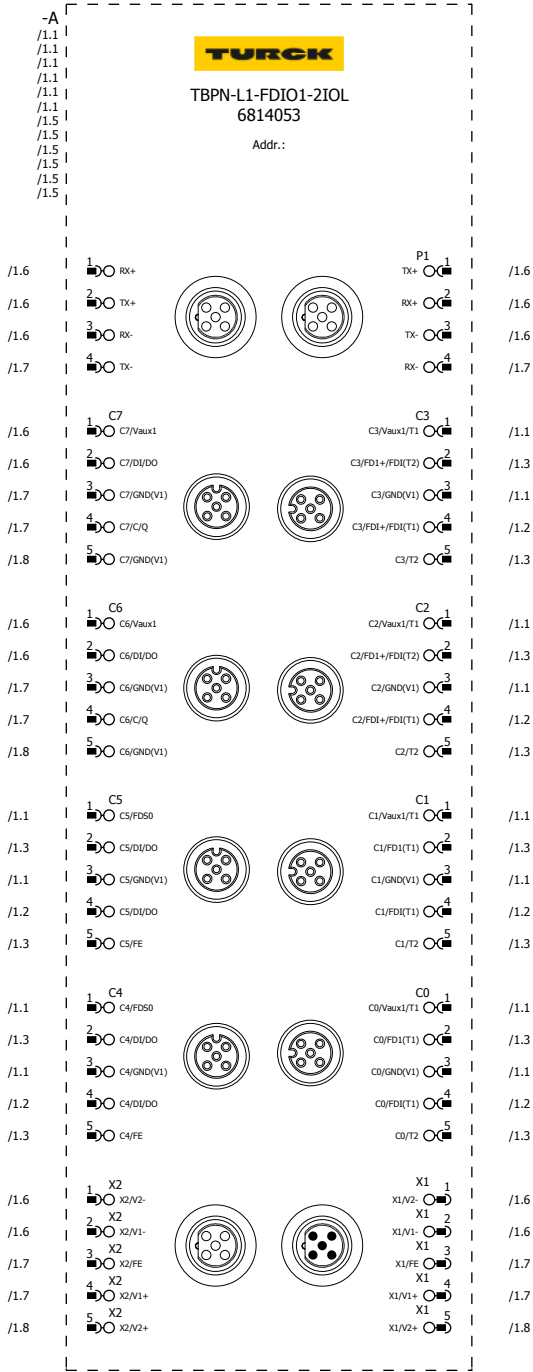 -A
/1.1
/1.1
/1.1
/1.1
/1.1
/1.1
/1.5
/1.5
/1.5
/1.5
/1.5
/1.5
TURCK
TBPN-L1-FDIO1-2IOL
6814053
Addr.:
P1
/1.6 1 RX+ TX+ 1 /1.6
/1.6 2 TX+ RX+ 2 /1.6
/1.6 3 RX- TX- 3 /1.6
/1.7 4 TX- RX- 4 /1.7
C7 C3
/1.6 1 C7/Vaux1 C3/Vaux1/T1 1 /1.1
/1.6 2 C7/DI/DO C3/FD1+/FDI(T2) 2 /1.3
/1.7 3 C7/GND(V1) C3/GND(V1) 3 /1.1
/1.7 4 C7/C/Q C3/FDI+/FDI(T1) 4 /1.2
/1.8 5 C7/GND(V1) C3/T2 5 /1.3
C6 C2
/1.6 1 C6/Vaux1 C2/Vaux1/T1 1 /1.1
/1.6 2 C6/DI/DO C2/FD1+/FDI(T2) 2 /1.3
/1.7 3 C6/GND(V1) C2/GND(V1) 3 /1.1
/1.7 4 C6/C/Q C2/FDI+/FDI(T1) 4 /1.2
/1.8 5 C6/GND(V1) C2/T2 5 /1.3
C5 C1
/1.1 1 C5/FDS0 C1/Vaux1/T1 1 /1.1
/1.3 2 C5/DI/DO C1/FD1(T1) 2 /1.3
/1.1 3 C5/GND(V1) C1/GND(V1) 3 /1.1
/1.2 4 C5/DI/DO C1/FDI(T1) 4 /1.2
/1.3 5 C5/FE C1/T2 5 /1.3
C4 C0
/1.1 1 C4/FDS0 C0/Vaux1/T1 1 /1.1
/1.3 2 C4/DI/DO C0/FD1(T1) 2 /1.3
/1.1 3 C4/GND(V1) C0/GND(V1) 3 /1.1
/1.2 4 C4/DI/DO C0/FDI(T1) 4 /1.2
/1.3 5 C4/FE C0/T2 5 /1.3
X2 X1
/1.6 1 X2/V2- X1/V2- 1 /1.6
X2 X1
/1.6 2 X2/V1- X1/V1- 2 /1.6
X2 X1
/1.7 3 X2/FE X1/FE 3 /1.7
X2 X1
/1.7 4 X2/V1+ X1/V1+ 4 /1.7
X2 X1
/1.8 5 X2/V2+ X1/V2+ 5 /1.8